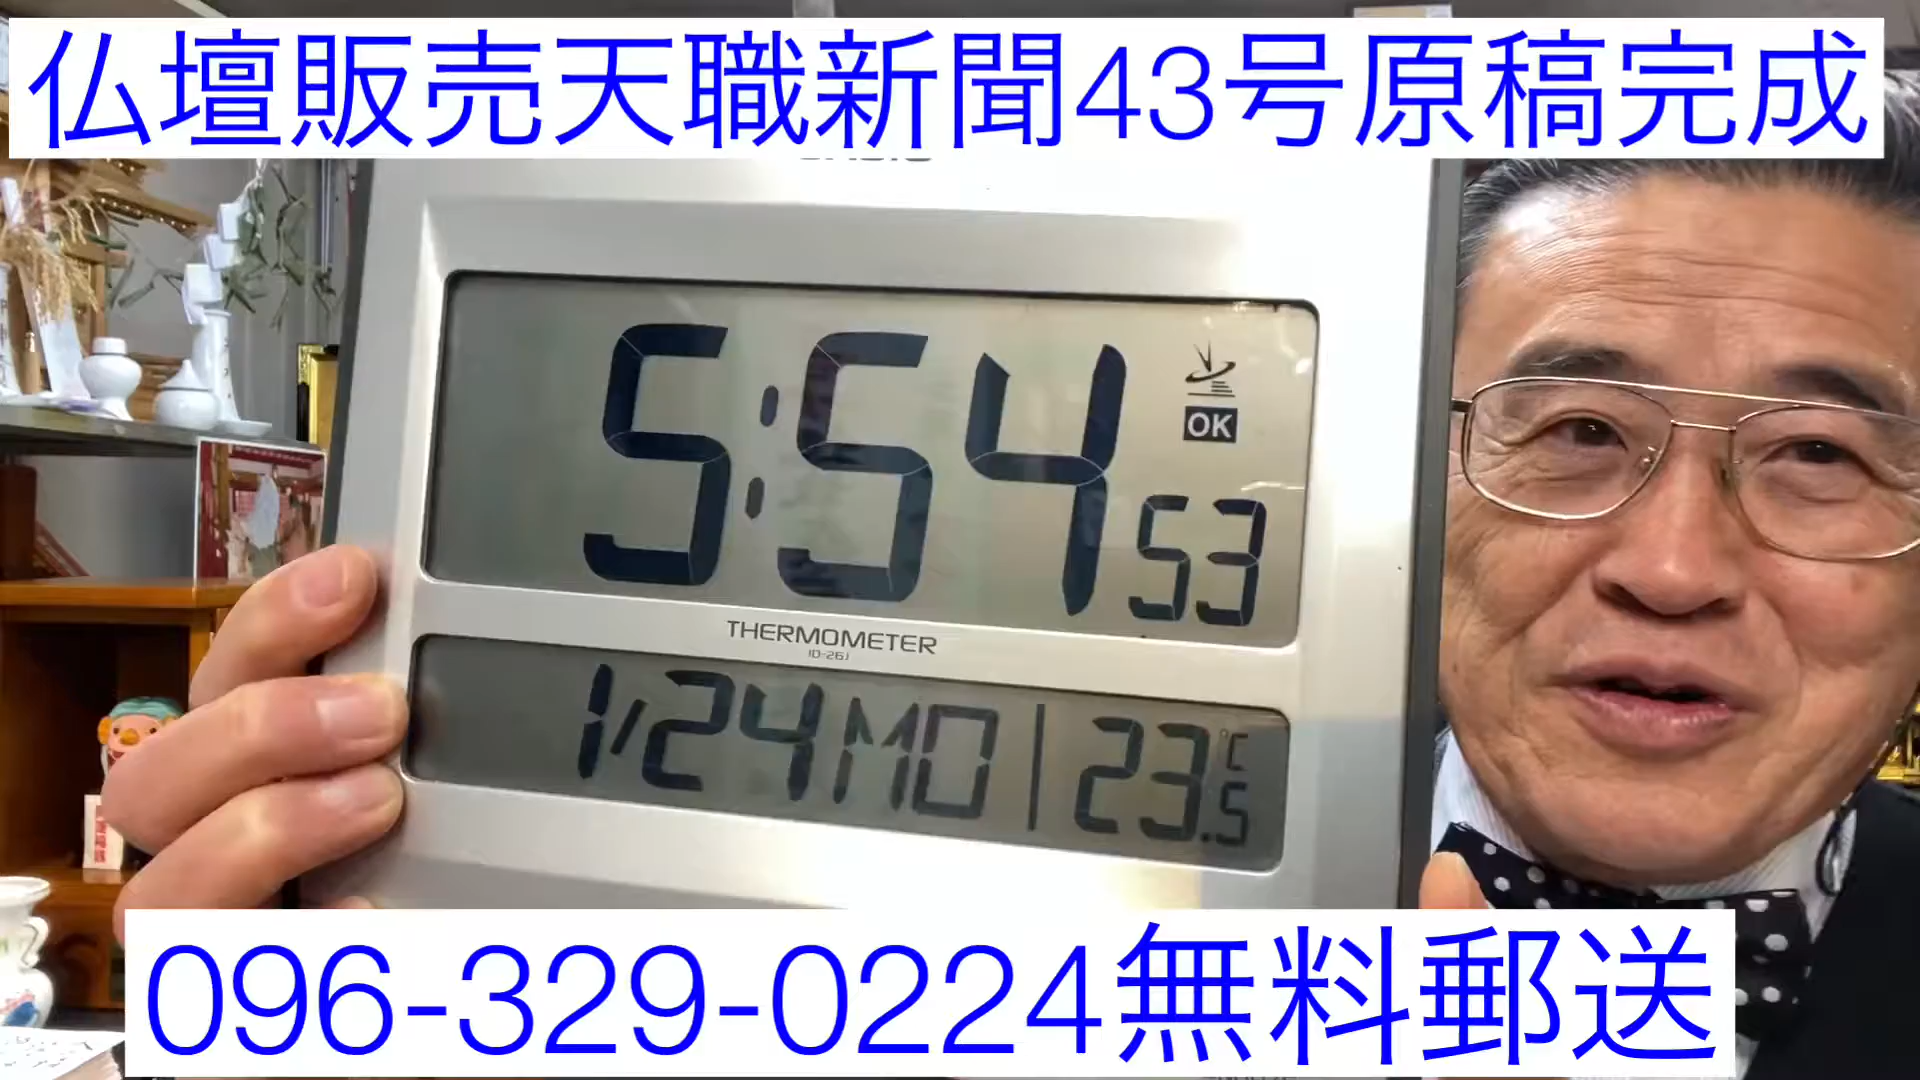 仏壇販売天職新聞43号原稿完成
5:54 53
OK
THERMOMETER
ID-26J
1/24 MO 23.5 °C
096-329-0224無料郵送